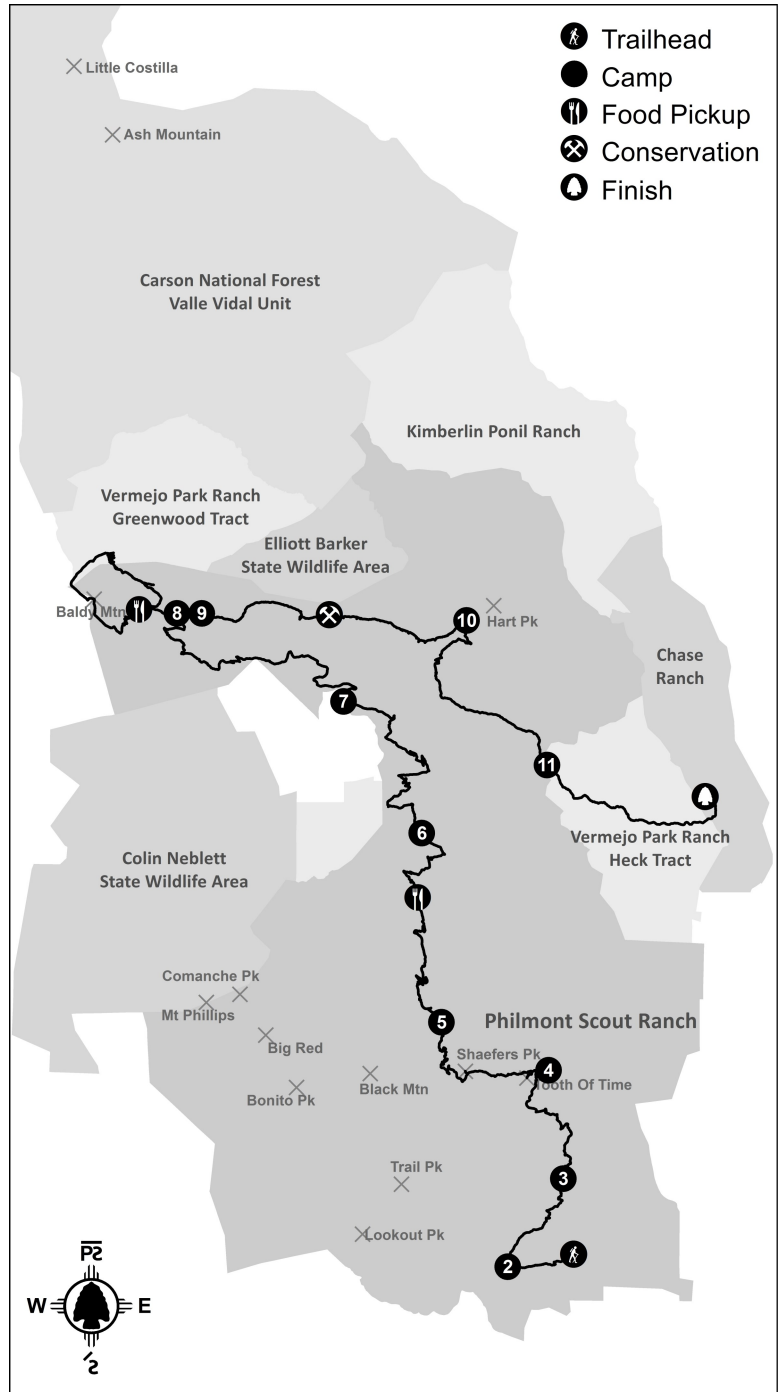 Trailhead
Camp
Food Pickup
Conservation
Finish
Little Costilla
Ash Mountain
Carson National Forest
Valle Vidal Unit
Kimberlin Ponil Ranch
Vermejo Park Ranch
Greenwood Tract
Elliott Barker
State Wildlife Area
Baldy Mtn
8
9
10
Hart Pk
Chase
Ranch
7
11
6
Vermejo Park Ranch
Heck Tract
Colin Neblett
State Wildlife Area
Comanche Pk
Mt Phillips
5
Philmont Scout Ranch
Big Red
Shaefers Pk
4
Tooth Of Time
Black Mtn
Bonito Pk
Trail Pk
3
Lookout Pk
2
W
E